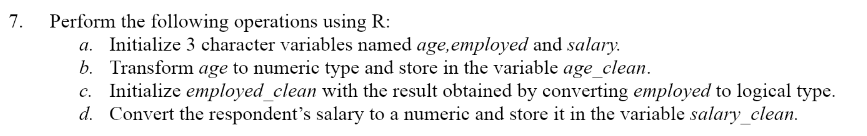 7. Perform the following operations using R:
a. Initialize 3 character variables named age,employed and salary.
b. Transform age to numeric type and store in the variable age_clean.
c. Initialize employed_clean with the result obtained by converting employed to logical type.
d. Convert the respondent's salary to a numeric and store it in the variable salary_clean.